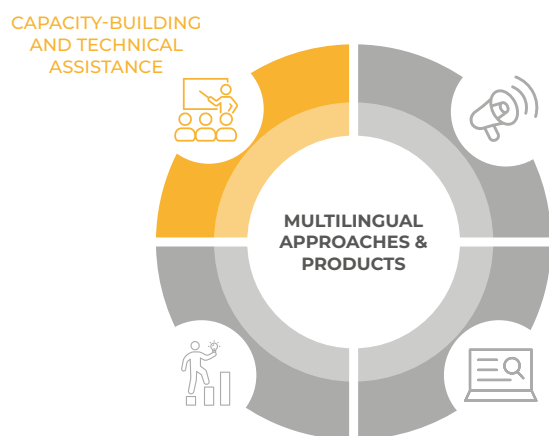 CAPACITY-BUILDING
AND TECHNICAL
ASSISTANCE
MULTILINGUAL
APPROACHES &
PRODUCTS